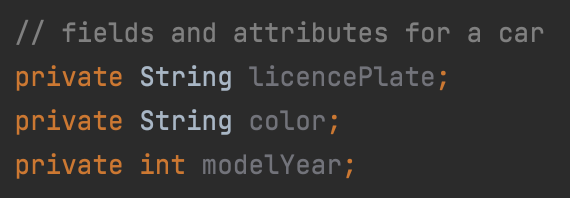 // fields and attributes for a car
private String licencePlate;
private String color;
private int modelYear;